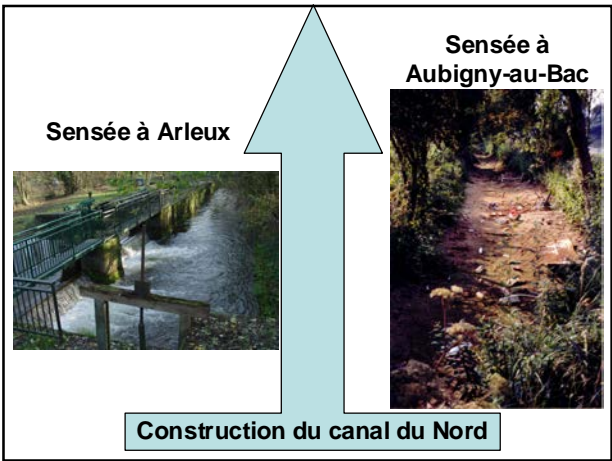 Sensée à
Aubigny-au-Bac
Sensée à Arleux
Construction du canal du Nord